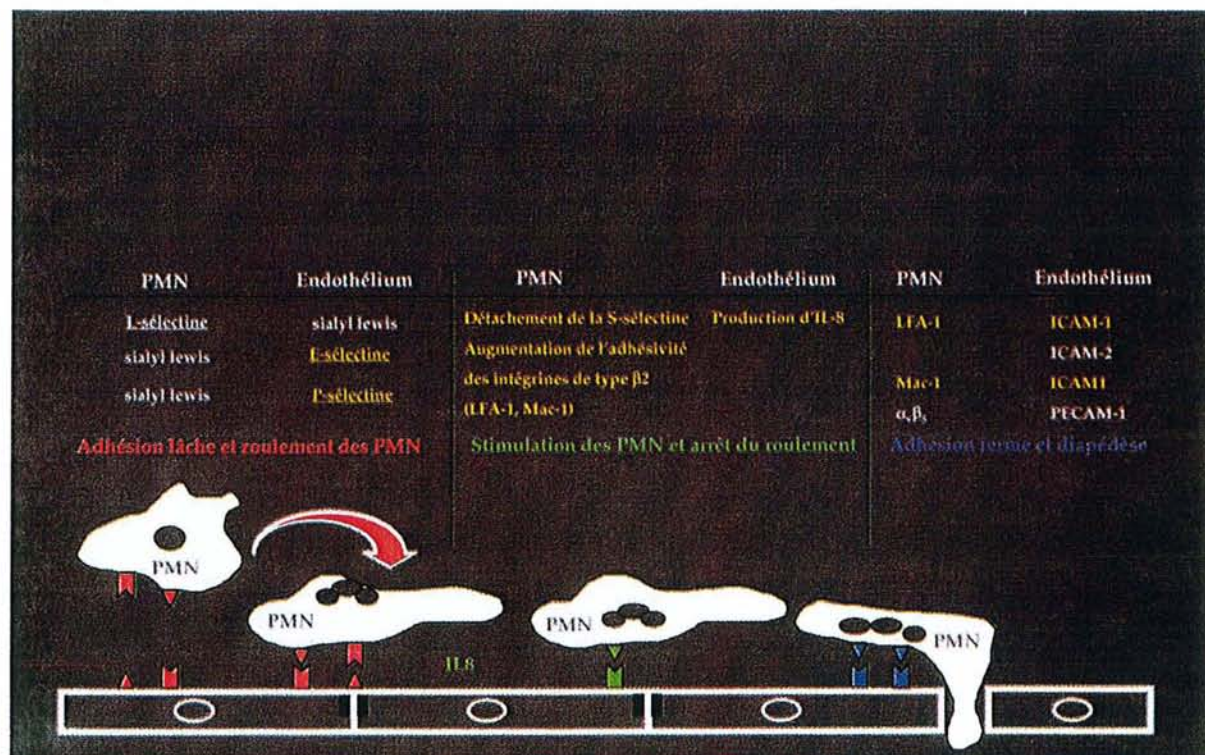 PMN Endothélium PMN Endothélium PMN Endothélium
L-sélectine sialyl lewis Détachement de la S-sélectine Production d'IL-8 LFA-1 ICAM-1
sialyl lewis E-sélectine Augmentation de l'adhésivité ICAM-2
des intégrines de type β2 Mac-1 ICAM1
sialyl lewis P-sélectine (LFA-1, Mac-1) PECAM-1
Adhésion lâche et roulement des PMN Stimulation des PMN et arrêt du roulement Adhésion ferme et diapédèse
PMN
PMN PMN PMN
IL8